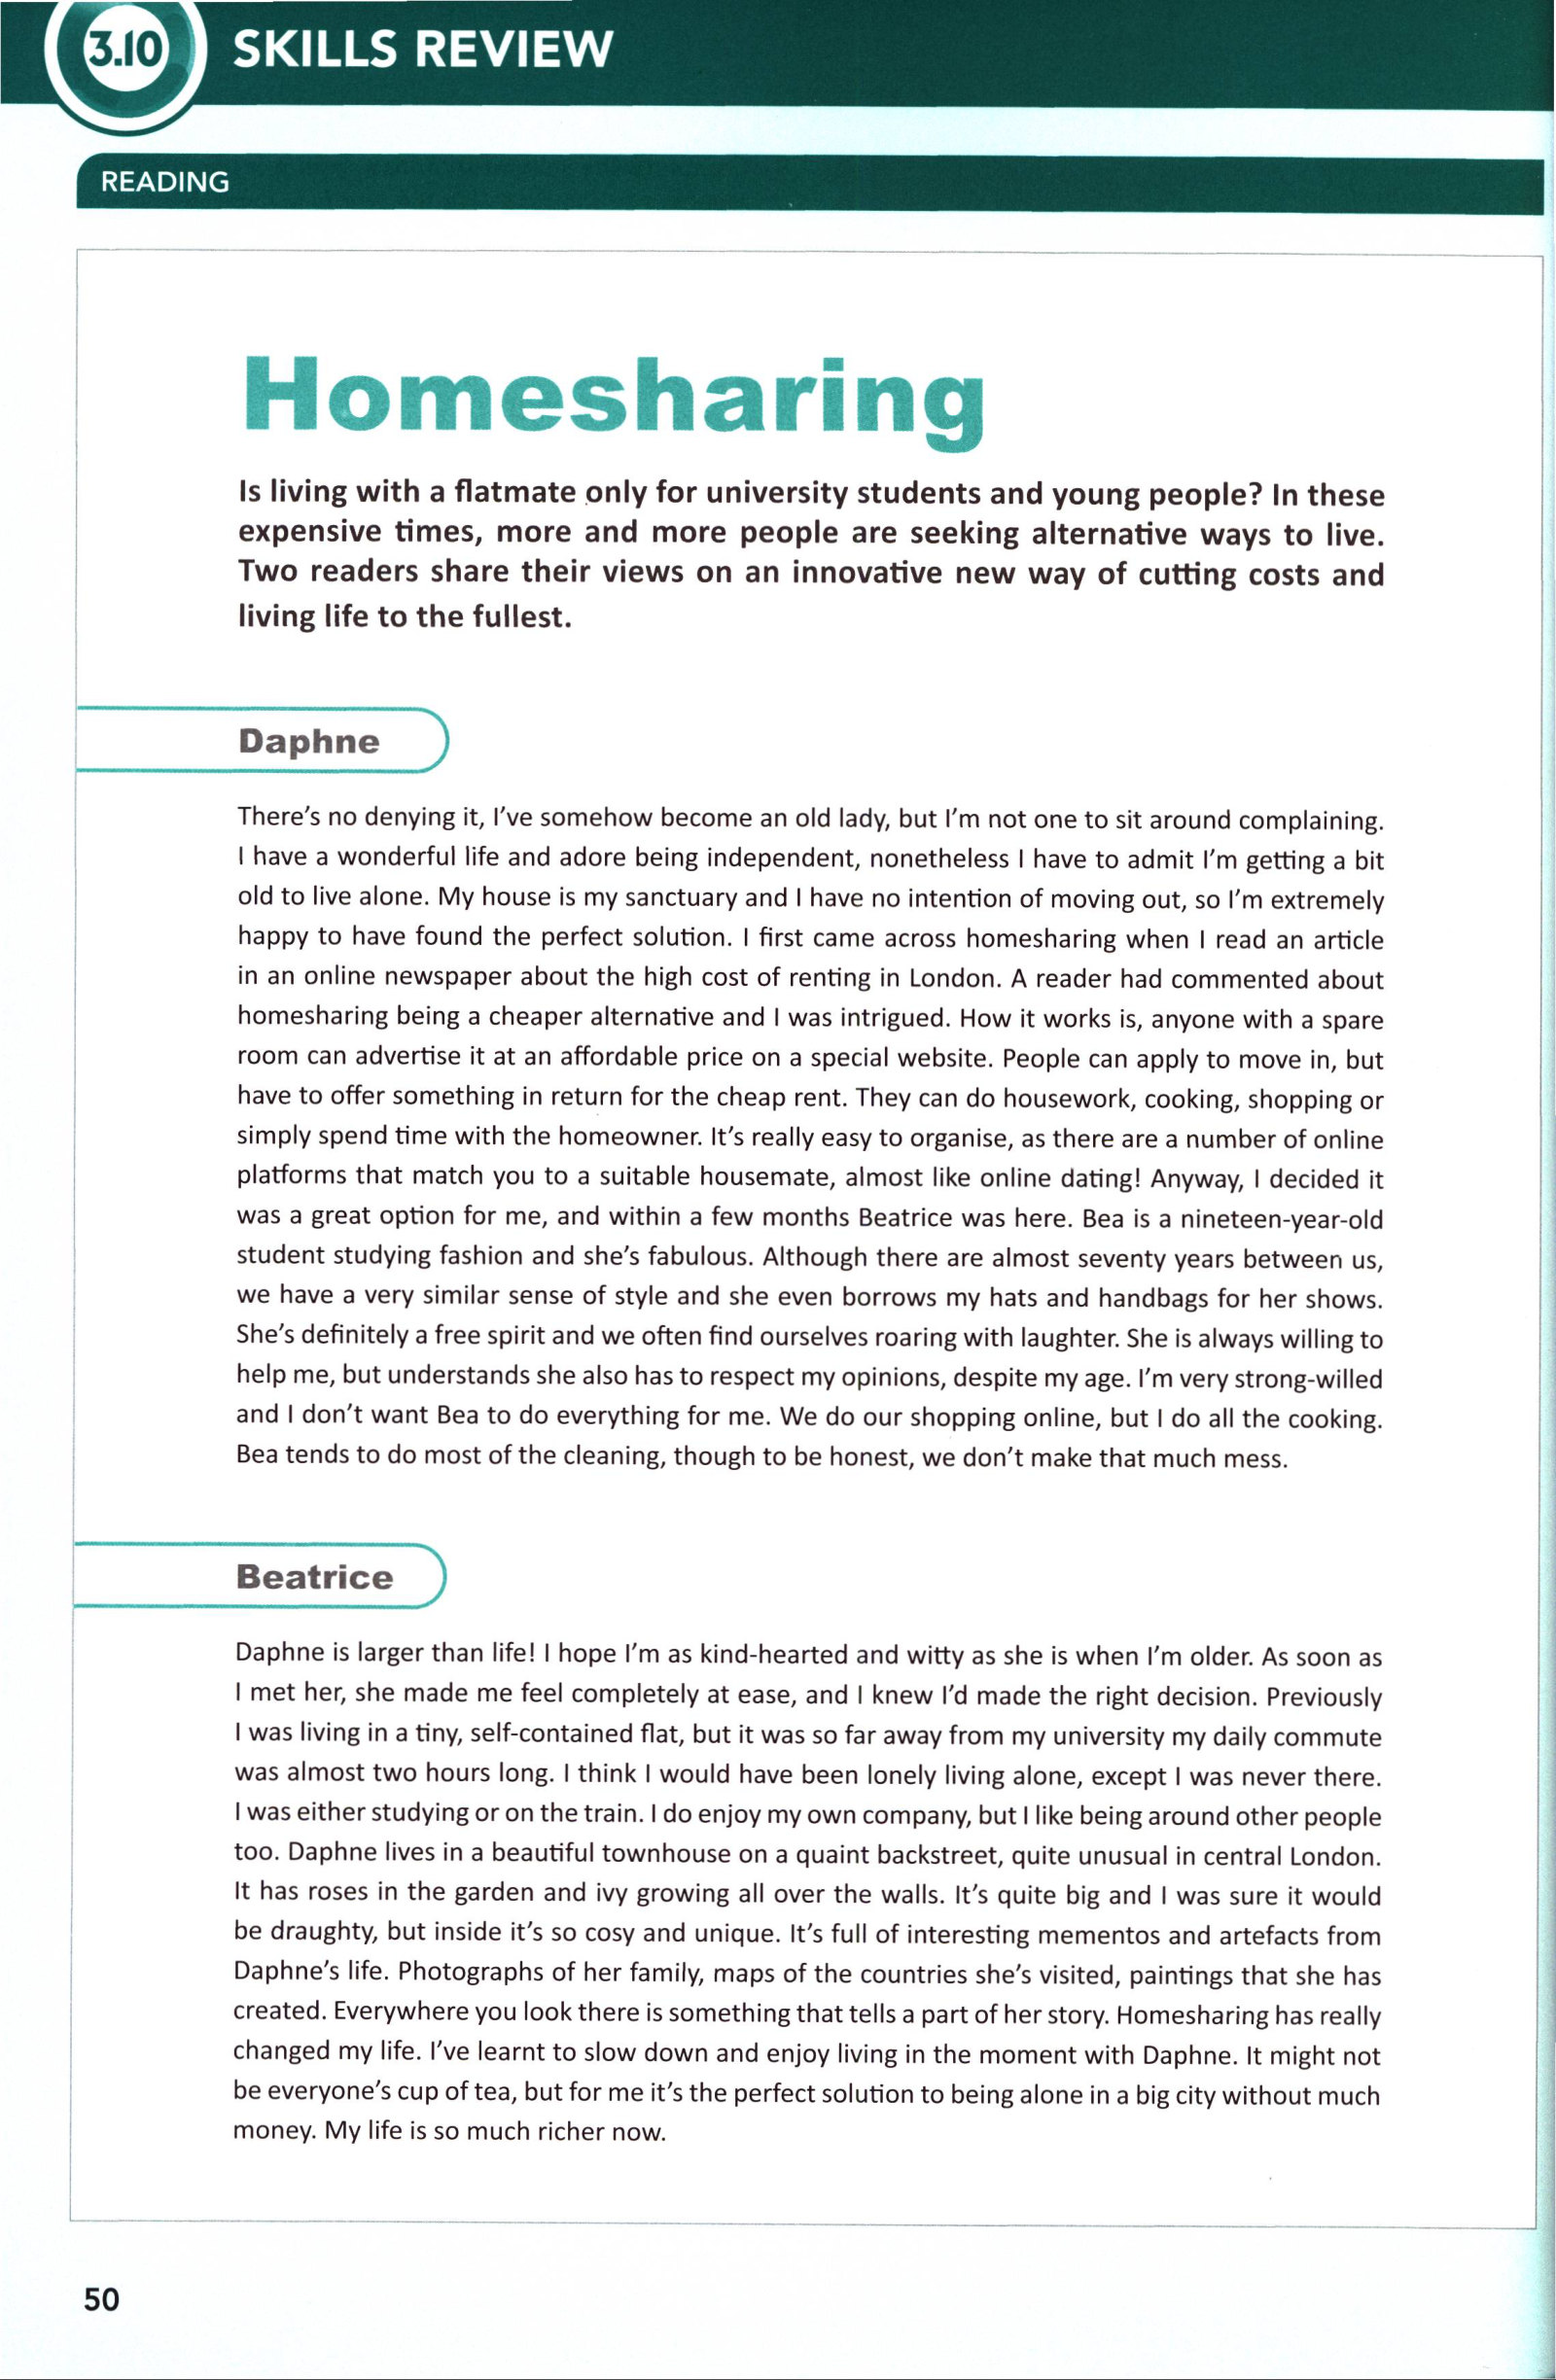 3.10 SKILLS REVIEW
READING
Homesharing
Is living with a flatmate only for university students and young people? In these
expensive times, more and more people are seeking alternative ways to live.
Two readers share their views on an innovative new way of cutting costs and
living life to the fullest.
Daphne
There's no denying it, I've somehow become an old lady, but I'm not one to sit around complaining.
I have a wonderful life and adore being independent, nonetheless I have to admit I'm getting a bit
old to live alone. My house is my sanctuary and I have no intention of moving out, so I'm extremely
happy to have found the perfect solution. I first came across homesharing when I read an article
in an online newspaper about the high cost of renting in London. A reader had commented about
homesharing being a cheaper alternative and I was intrigued. How it works is, anyone with a spare
room can advertise it at an affordable price on a special website. People can apply to move in, but
have to offer something in return for the cheap rent. They can do housework, cooking, shopping or
simply spend time with the homeowner. It's really easy to organise, as there are a number of online
platforms that match you to a suitable housemate, almost like online dating! Anyway, I decided it
was a great option for me, and within a few months Beatrice was here. Bea is a nineteen-year-old
student studying fashion and she's fabulous. Although there are almost seventy years between us,
we have a very similar sense of style and she even borrows my hats and handbags for her shows.
She's definitely a free spirit and we often find ourselves roaring with laughter. She is always willing to
help me, but understands she also has to respect my opinions, despite my age. I'm very strong-willed
and I don't want Bea to do everything for me. We do our shopping online, but I do all the cooking.
Bea tends to do most of the cleaning, though to be honest, we don't make that much mess.
Beatrice
Daphne is larger than life! I hope I'm as kind-hearted and witty as she is when I'm older. As soon as
I met her, she made me feel completely at ease, and I knew I'd made the right decision. Previously
I was living in a tiny, self-contained flat, but it was so far away from my university my daily commute
was almost two hours long. I think I would have been lonely living alone, except I was never there.
I was either studying or on the train. I do enjoy my own company, but I like being around other people
too. Daphne lives in a beautiful townhouse on a quaint backstreet, quite unusual in central London.
It has roses in the garden and ivy growing all over the walls. It's quite big and I was sure it would
be draughty, but inside it's so cosy and unique. It's full of interesting mementos and artefacts from
Daphne's life. Photographs of her family, maps of the countries she's visited, paintings that she has
created. Everywhere you look there is something that tells a part of her story. Homesharing has really
changed my life. I've learnt to slow down and enjoy living in the moment with Daphne. It might not
be everyone's cup of tea, but for me it's the perfect solution to being alone in a big city without much
money. My life is so much richer now.
50